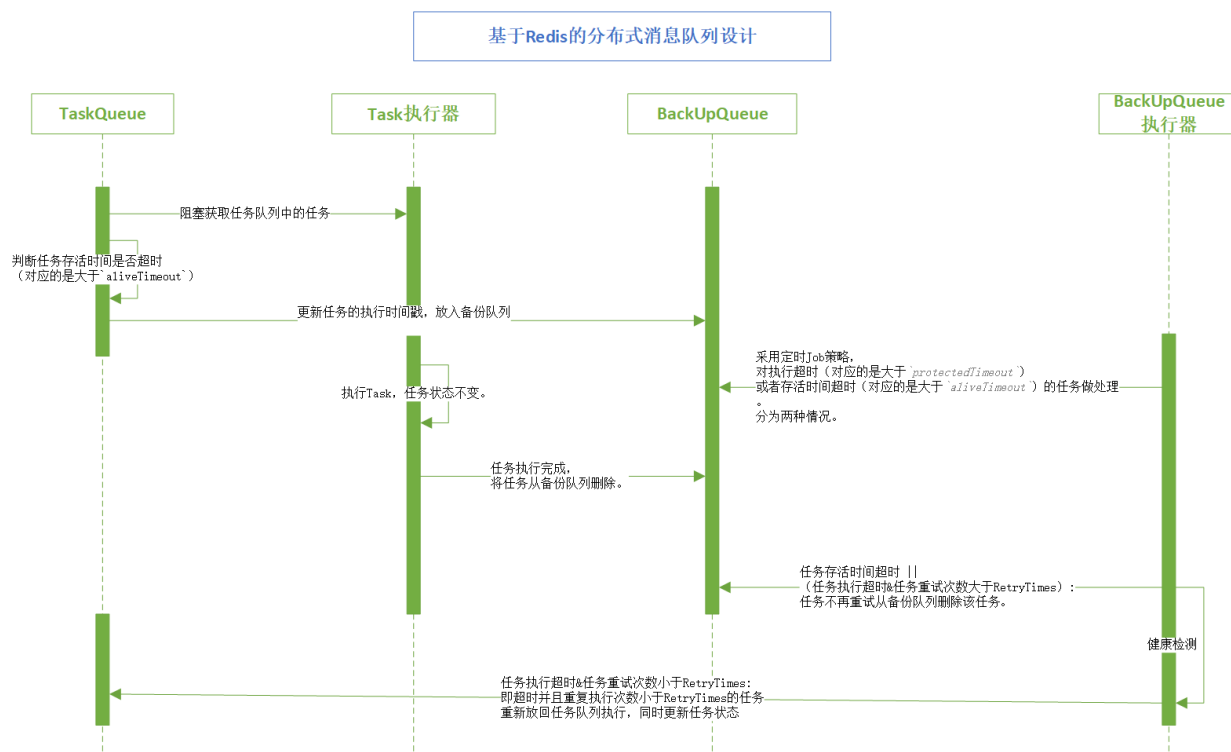 基于Redis的分布式消息队列设计
TaskQueue
Task执行器
BackUpQueue
BackUpQueue
执行器
阻塞获取任务队列中的任务
判断任务存活时间是否超时
（对应的是大于`aliveTimeout`）
更新任务的执行时间戳，放入备份队列
采用定时Job策略，
对执行超时（对应的是大于`protectedTimeout`）
或者存活时间超时（对应的是大于`aliveTimeout`）的任务做处理
。
分为两种情况。
执行Task，任务状态不变。
任务执行完成，
将任务从备份队列删除。
任务存活时间超时 ||
（任务执行超时&任务重试次数大于RetryTimes）:
任务不再重试从备份队列删除该任务。
健康检测
任务执行超时&任务重试次数小于RetryTimes:
即超时并且重复执行次数小于RetryTimes的任务
重新放回任务队列执行，同时更新任务状态